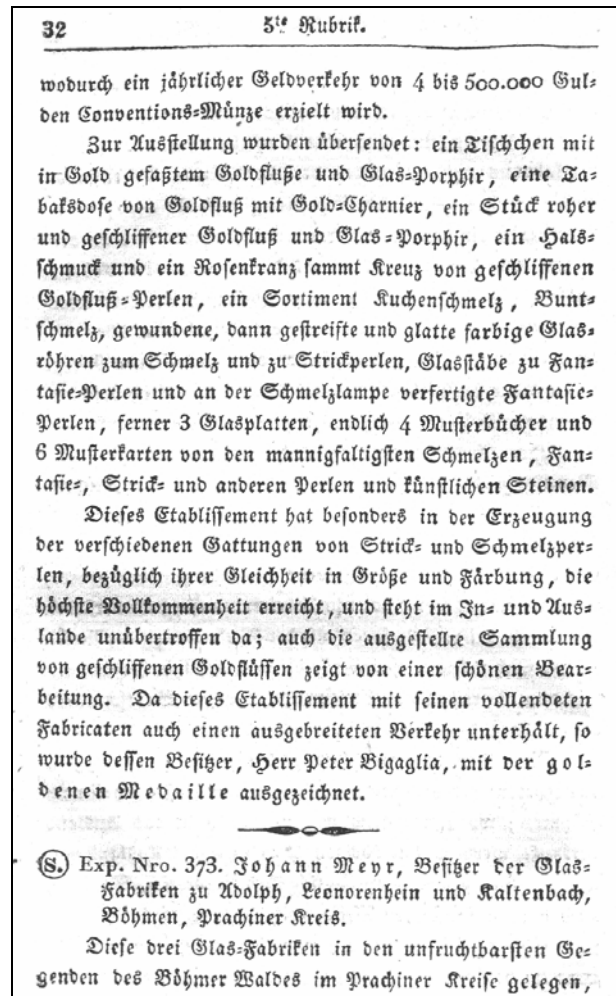 32
5te Rubrik.
wodurch ein jährlicher Geldverkehr von 4 bis 500.000 Gul-
den Conventions-Münze erzielt wird.
Zur Ausstellung wurden übersendet: ein Tischchen mit
in Gold gefaßtem Goldfluße und Glas-Porphir, eine Ta-
baksdose von Goldfluß mit Gold-Charnier, ein Stück roher
und geschliffener Goldfluß und Glas-Porphir, ein Hals-
schmuck und ein Rosenkranz sammt Kreuz von geschliffenen
Goldfluß-Perlen, ein Sortiment Kuchenschmelz, Bunt-
schmelz, gewundene, dann gestreifte und glatte farbige Glas-
röhren zum Schmelz und zu Strickperlen, Glasstäbe zu Fan-
tasie-Perlen und an der Schmelzlampe verfertigte Fantasie-
Perlen, ferner 3 Glasplatten, endlich 4 Musterbücher und
6 Musterkarten von den mannigfaltigsten Schmelzen, Fan-
tasie-, Strick- und anderen Perlen und künstlichen Steinen.
Dieses Etablissement hat besonders in der Erzeugung
der verschiedenen Gattungen von Strick- und Schmelzper-
len, bezüglich ihrer Gleichheit in Größe und Färbung, die
höchste Vollkommenheit erreicht, und steht im In- und Aus-
lande unübertroffen da; auch die ausgestellte Sammlung
von geschliffenen Goldflüssen zeigt von einer schönen Bear-
beitung. Da dieses Etablissement mit seinen vollendeten
Fabricaten auch einen ausgebreiteten Verkehr unterhält, so
wurde dessen Besitzer, Herr Peter Bigaglia, mit der gol-
denen Medaille ausgezeichnet.
S. Exp. Nro. 373. Johann Meyr, Besitzer der Glas-
Fabriken zu Adolph, Leonorenhein und Kaltenbach,
Böhmen, Prachiner Kreis.
Diese drei Glas-Fabriken in den unfruchtbarsten Ge-
genden des Böhmer Waldes im Prachiner Kreise gelegen,